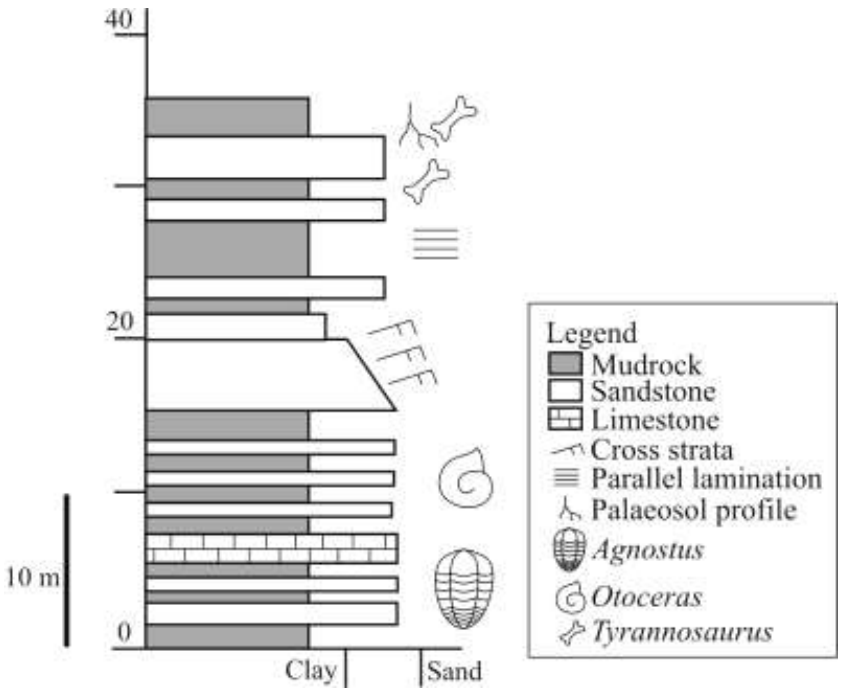 40
20
10 m
0
Clay
Sand
Legend
Mudrock
Sandstone
Limestone
Cross strata
Parallel lamination
Palaeosol profile
Agnostus
Otoceras
Tyrannosaurus